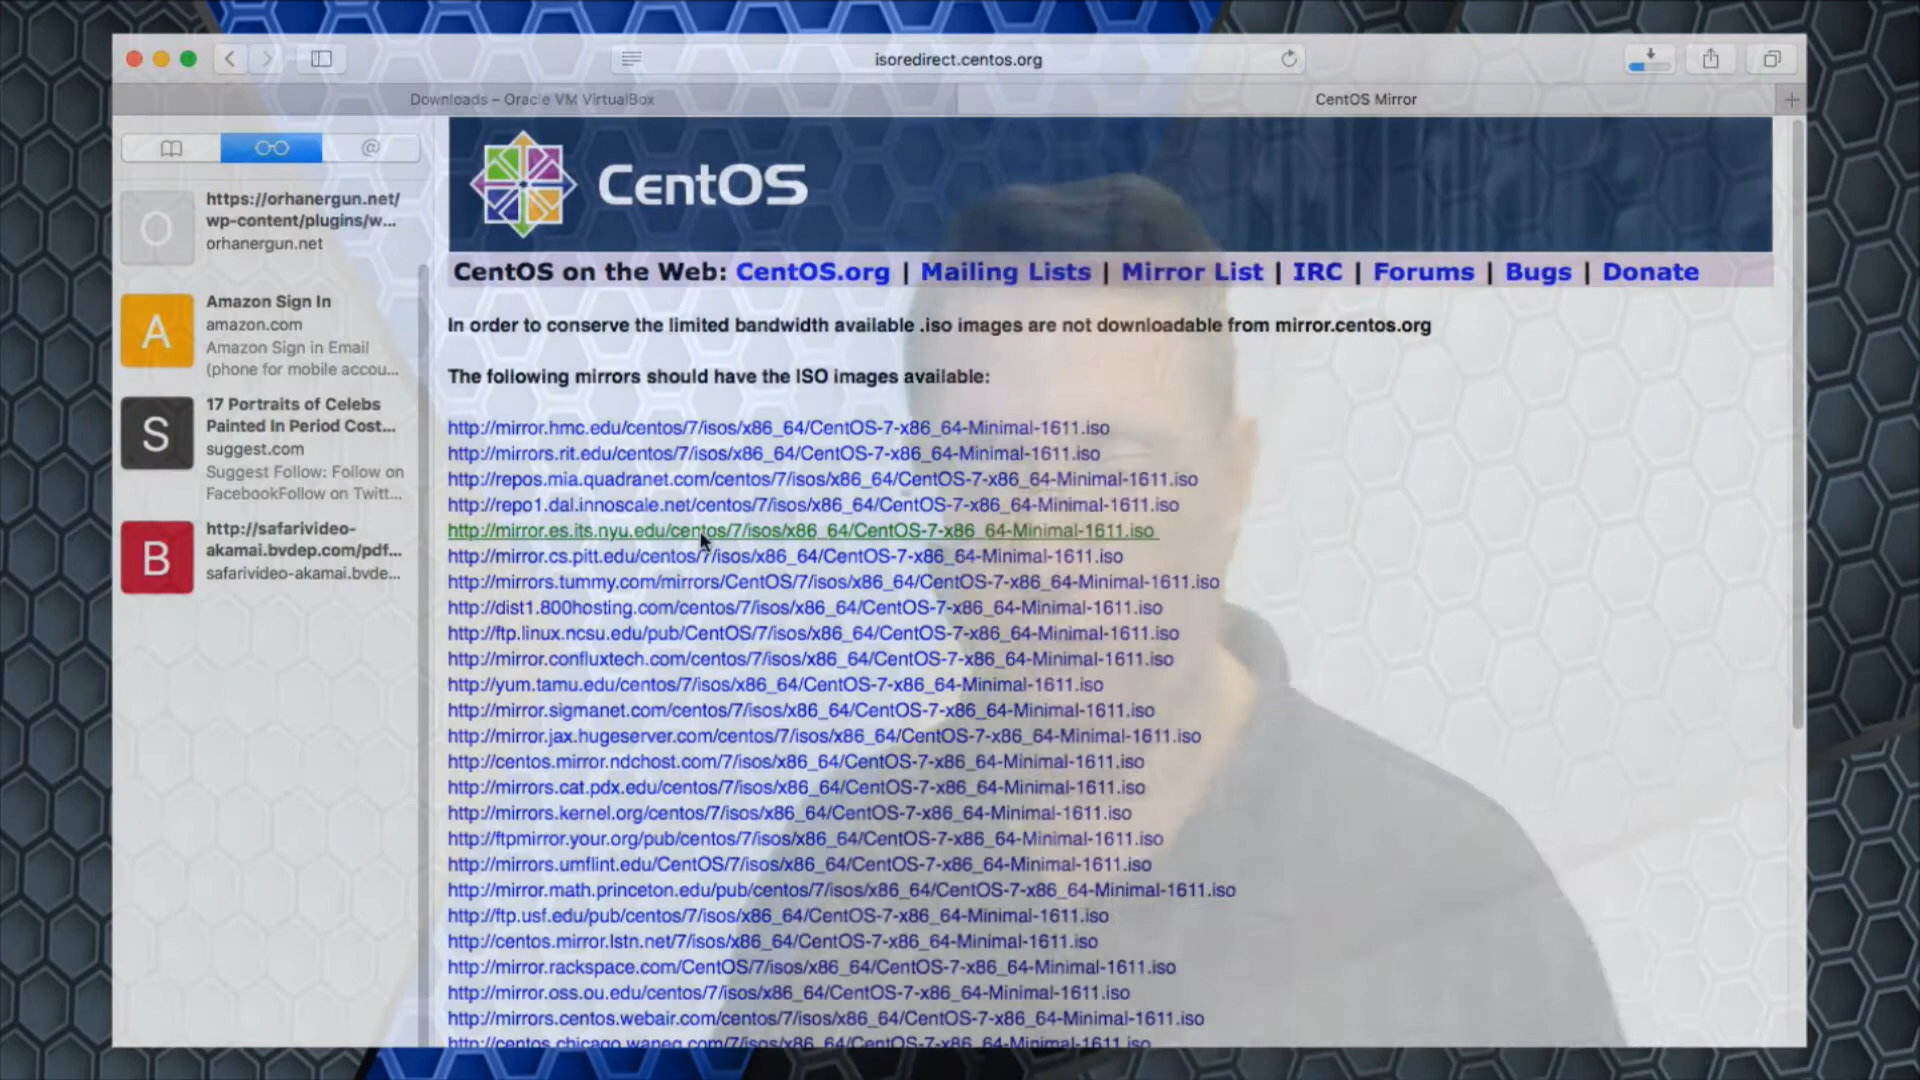 isoredirect.centos.org
Downloads – Oracle VM VirtualBox
CentOS Mirror
@
O
https://orhanergun.net/
wp-content/plugins/w...
orhanergun.net
A
Amazon Sign In
amazon.com
Amazon Sign in Email
(phone for mobile accou...
S
17 Portraits of Celebs
Painted In Period Cost...
suggest.com
Suggest Follow: Follow on
FacebookFollow on Twitt...
B
http://safarivideo-
akamai.bvdep.com/pdf...
safarivideo-akamai.bvde...
CentOS
CentOS on the Web: CentOS.org | Mailing Lists | Mirror List | IRC | Forums | Bugs | Donate
In order to conserve the limited bandwidth available .iso images are not downloadable from mirror.centos.org
The following mirrors should have the ISO images available:
http://mirror.hmc.edu/centos/7/isos/x86_64/CentOS-7-x86_64-Minimal-1611.iso
http://mirrors.rit.edu/centos/7/isos/x86_64/CentOS-7-x86_64-Minimal-1611.iso
http://repos.mia.quadranet.com/centos/7/isos/x86_64/CentOS-7-x86_64-Minimal-1611.iso
http://repo1.dal.innoscale.net/centos/7/isos/x86_64/CentOS-7-x86_64-Minimal-1611.iso
http://mirror.es.its.nyu.edu/centos/7/isos/x86_64/CentOS-7-x86_64-Minimal-1611.iso
http://mirror.cs.pitt.edu/centos/7/isos/x86_64/CentOS-7-x86_64-Minimal-1611.iso
http://mirrors.tummy.com/mirrors/CentOS/7/isos/x86_64/CentOS-7-x86_64-Minimal-1611.iso
http://dist1.800hosting.com/centos/7/isos/x86_64/CentOS-7-x86_64-Minimal-1611.iso
http://ftp.linux.ncsu.edu/pub/CentOS/7/isos/x86_64/CentOS-7-x86_64-Minimal-1611.iso
http://mirror.confluxtech.com/centos/7/isos/x86_64/CentOS-7-x86_64-Minimal-1611.iso
http://yum.tamu.edu/centos/7/isos/x86_64/CentOS-7-x86_64-Minimal-1611.iso
http://mirror.sigmanet.com/centos/7/isos/x86_64/CentOS-7-x86_64-Minimal-1611.iso
http://mirror.jax.hugeserver.com/centos/7/isos/x86_64/CentOS-7-x86_64-Minimal-1611.iso
http://centos.mirror.ndchost.com/7/isos/x86_64/CentOS-7-x86_64-Minimal-1611.iso
http://mirrors.cat.pdx.edu/centos/7/isos/x86_64/CentOS-7-x86_64-Minimal-1611.iso
http://mirrors.kernel.org/centos/7/isos/x86_64/CentOS-7-x86_64-Minimal-1611.iso
http://ftpmirror.your.org/pub/centos/7/isos/x86_64/CentOS-7-x86_64-Minimal-1611.iso
http://mirrors.umflint.edu/CentOS/7/isos/x86_64/CentOS-7-x86_64-Minimal-1611.iso
http://mirror.math.princeton.edu/pub/centos/7/isos/x86_64/CentOS-7-x86_64-Minimal-1611.iso
http://ftp.usf.edu/pub/centos/7/isos/x86_64/CentOS-7-x86_64-Minimal-1611.iso
http://centos.mirror.lstn.net/7/isos/x86_64/CentOS-7-x86_64-Minimal-1611.iso
http://mirror.rackspace.com/CentOS/7/isos/x86_64/CentOS-7-x86_64-Minimal-1611.iso
http://mirror.oss.ou.edu/centos/7/isos/x86_64/CentOS-7-x86_64-Minimal-1611.iso
http://mirrors.centos.webair.com/centos/7/isos/x86_64/CentOS-7-x86_64-Minimal-1611.iso
http://centos.chicago.waneq.com/7/isos/x86_64/CentOS-7-x86_64-Minimal-1611.iso